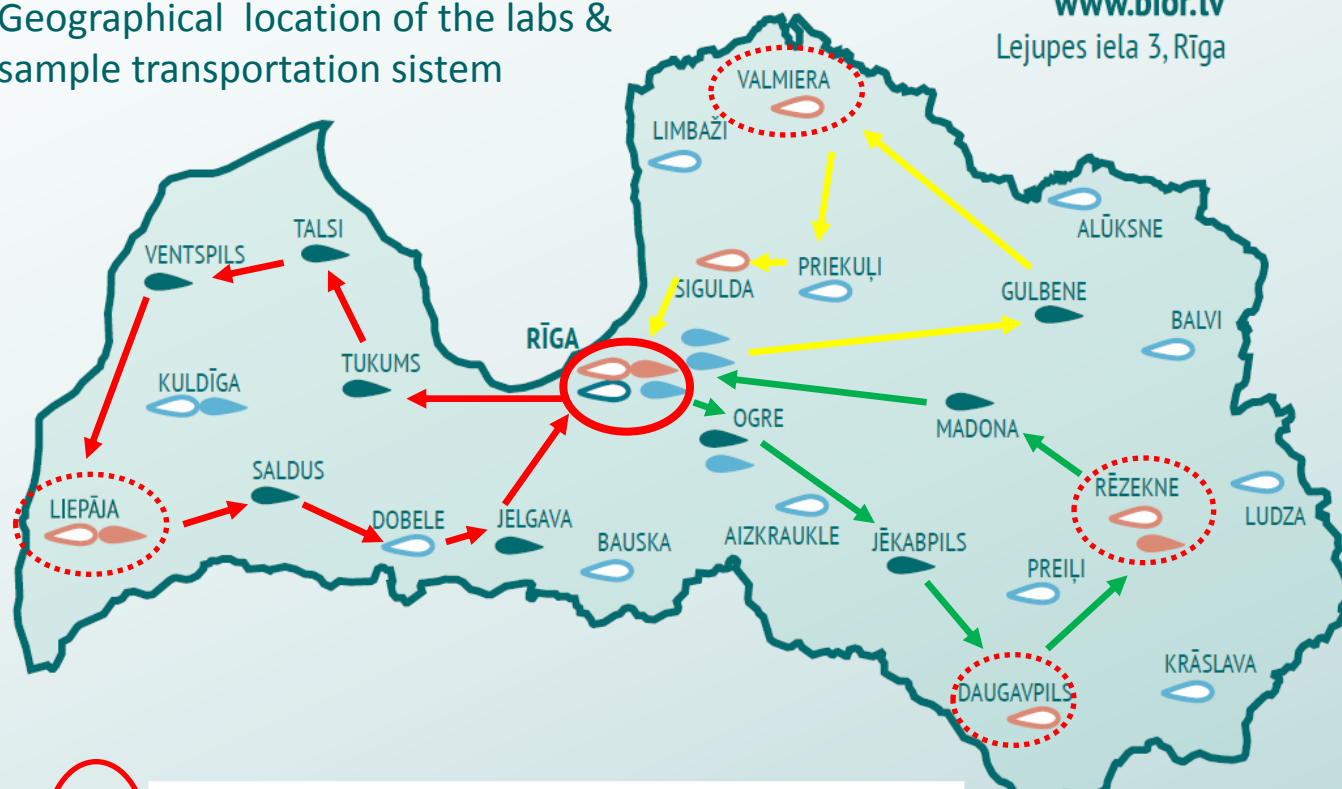 Geographical location of the labs &
sample transportation sistem
www.bior.lv
Lejupes iela 3, Rīga
VALMIERA
LIMBAŽI
ALŪKSNE
TALSI
VENTSPILS
PRIEKUĻI
SIGULDA
GULBENE
BALVI
RĪGA
TUKUMS
KULDĪGA
OGRE
MADONA
SALDUS
RĒZEKNE
LIEPĀJA
DOBELE
JELGAVA
LUDZA
AIZKRAUKLE
JĒKABPILS
BAUSKA
PREIĻI
KRĀSLAVA
DAUGAVPILS